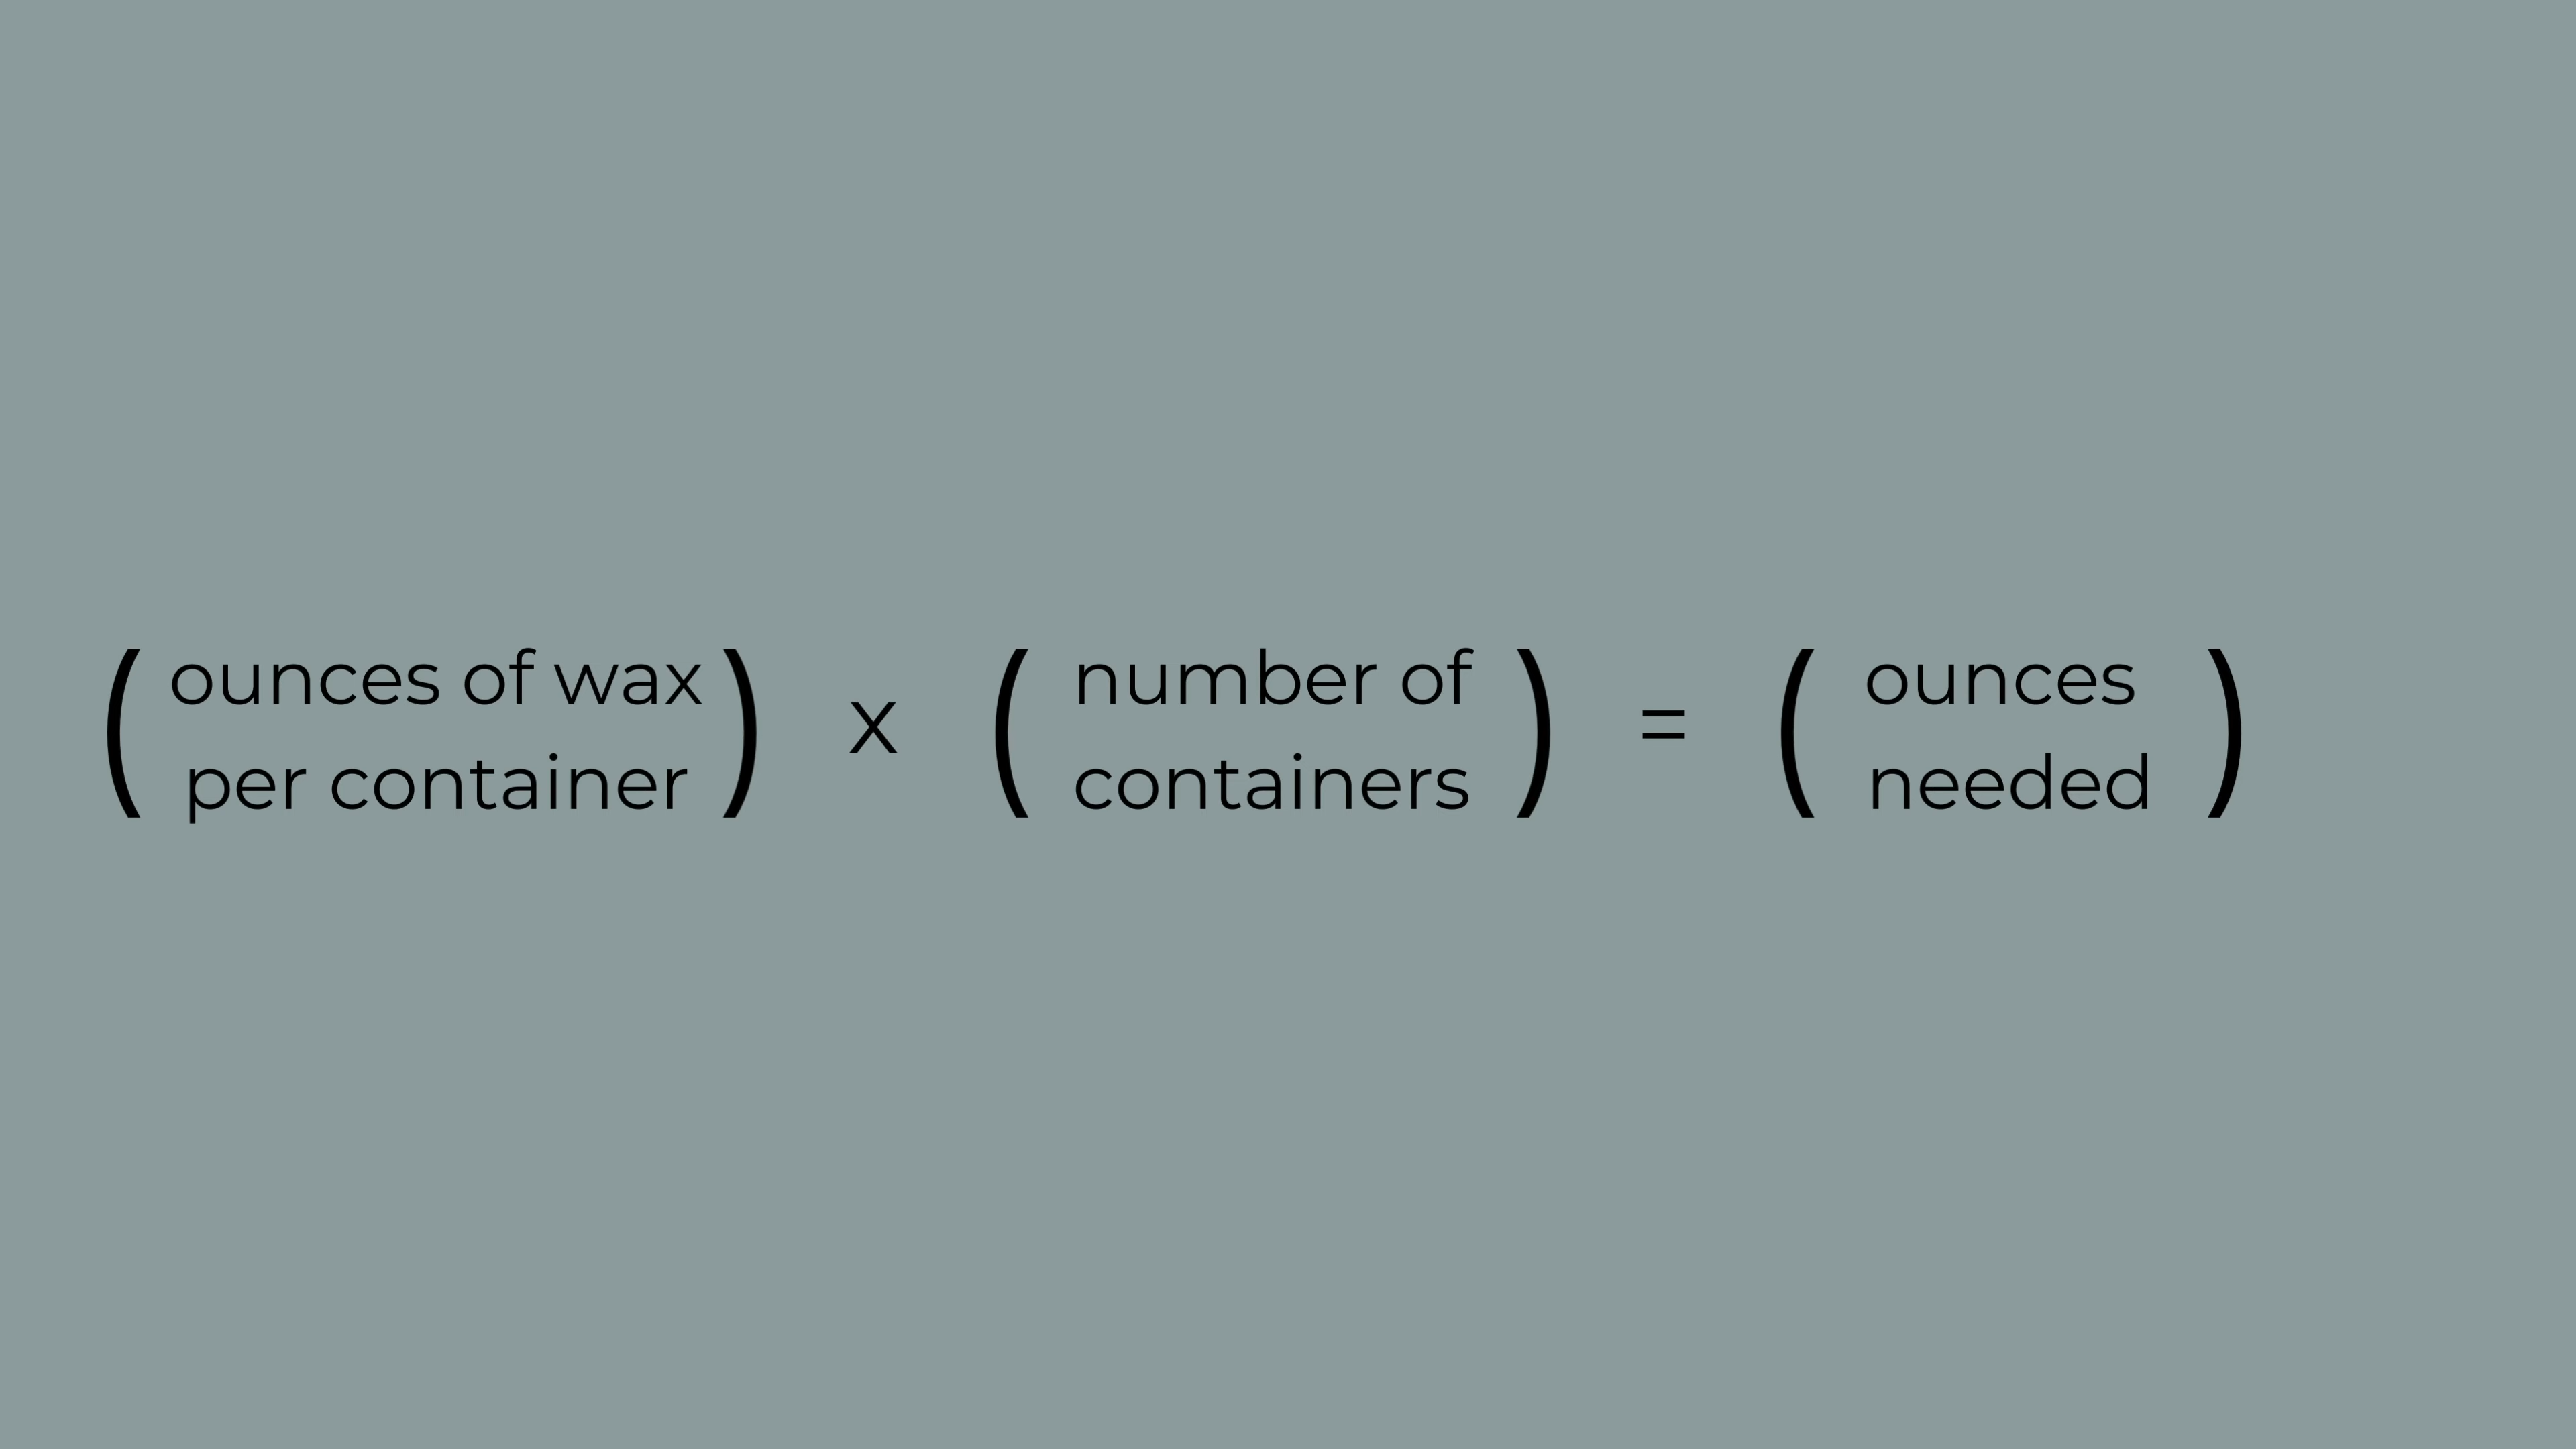 ( ounces of wax per container ) x ( number of containers ) = ( ounces needed )